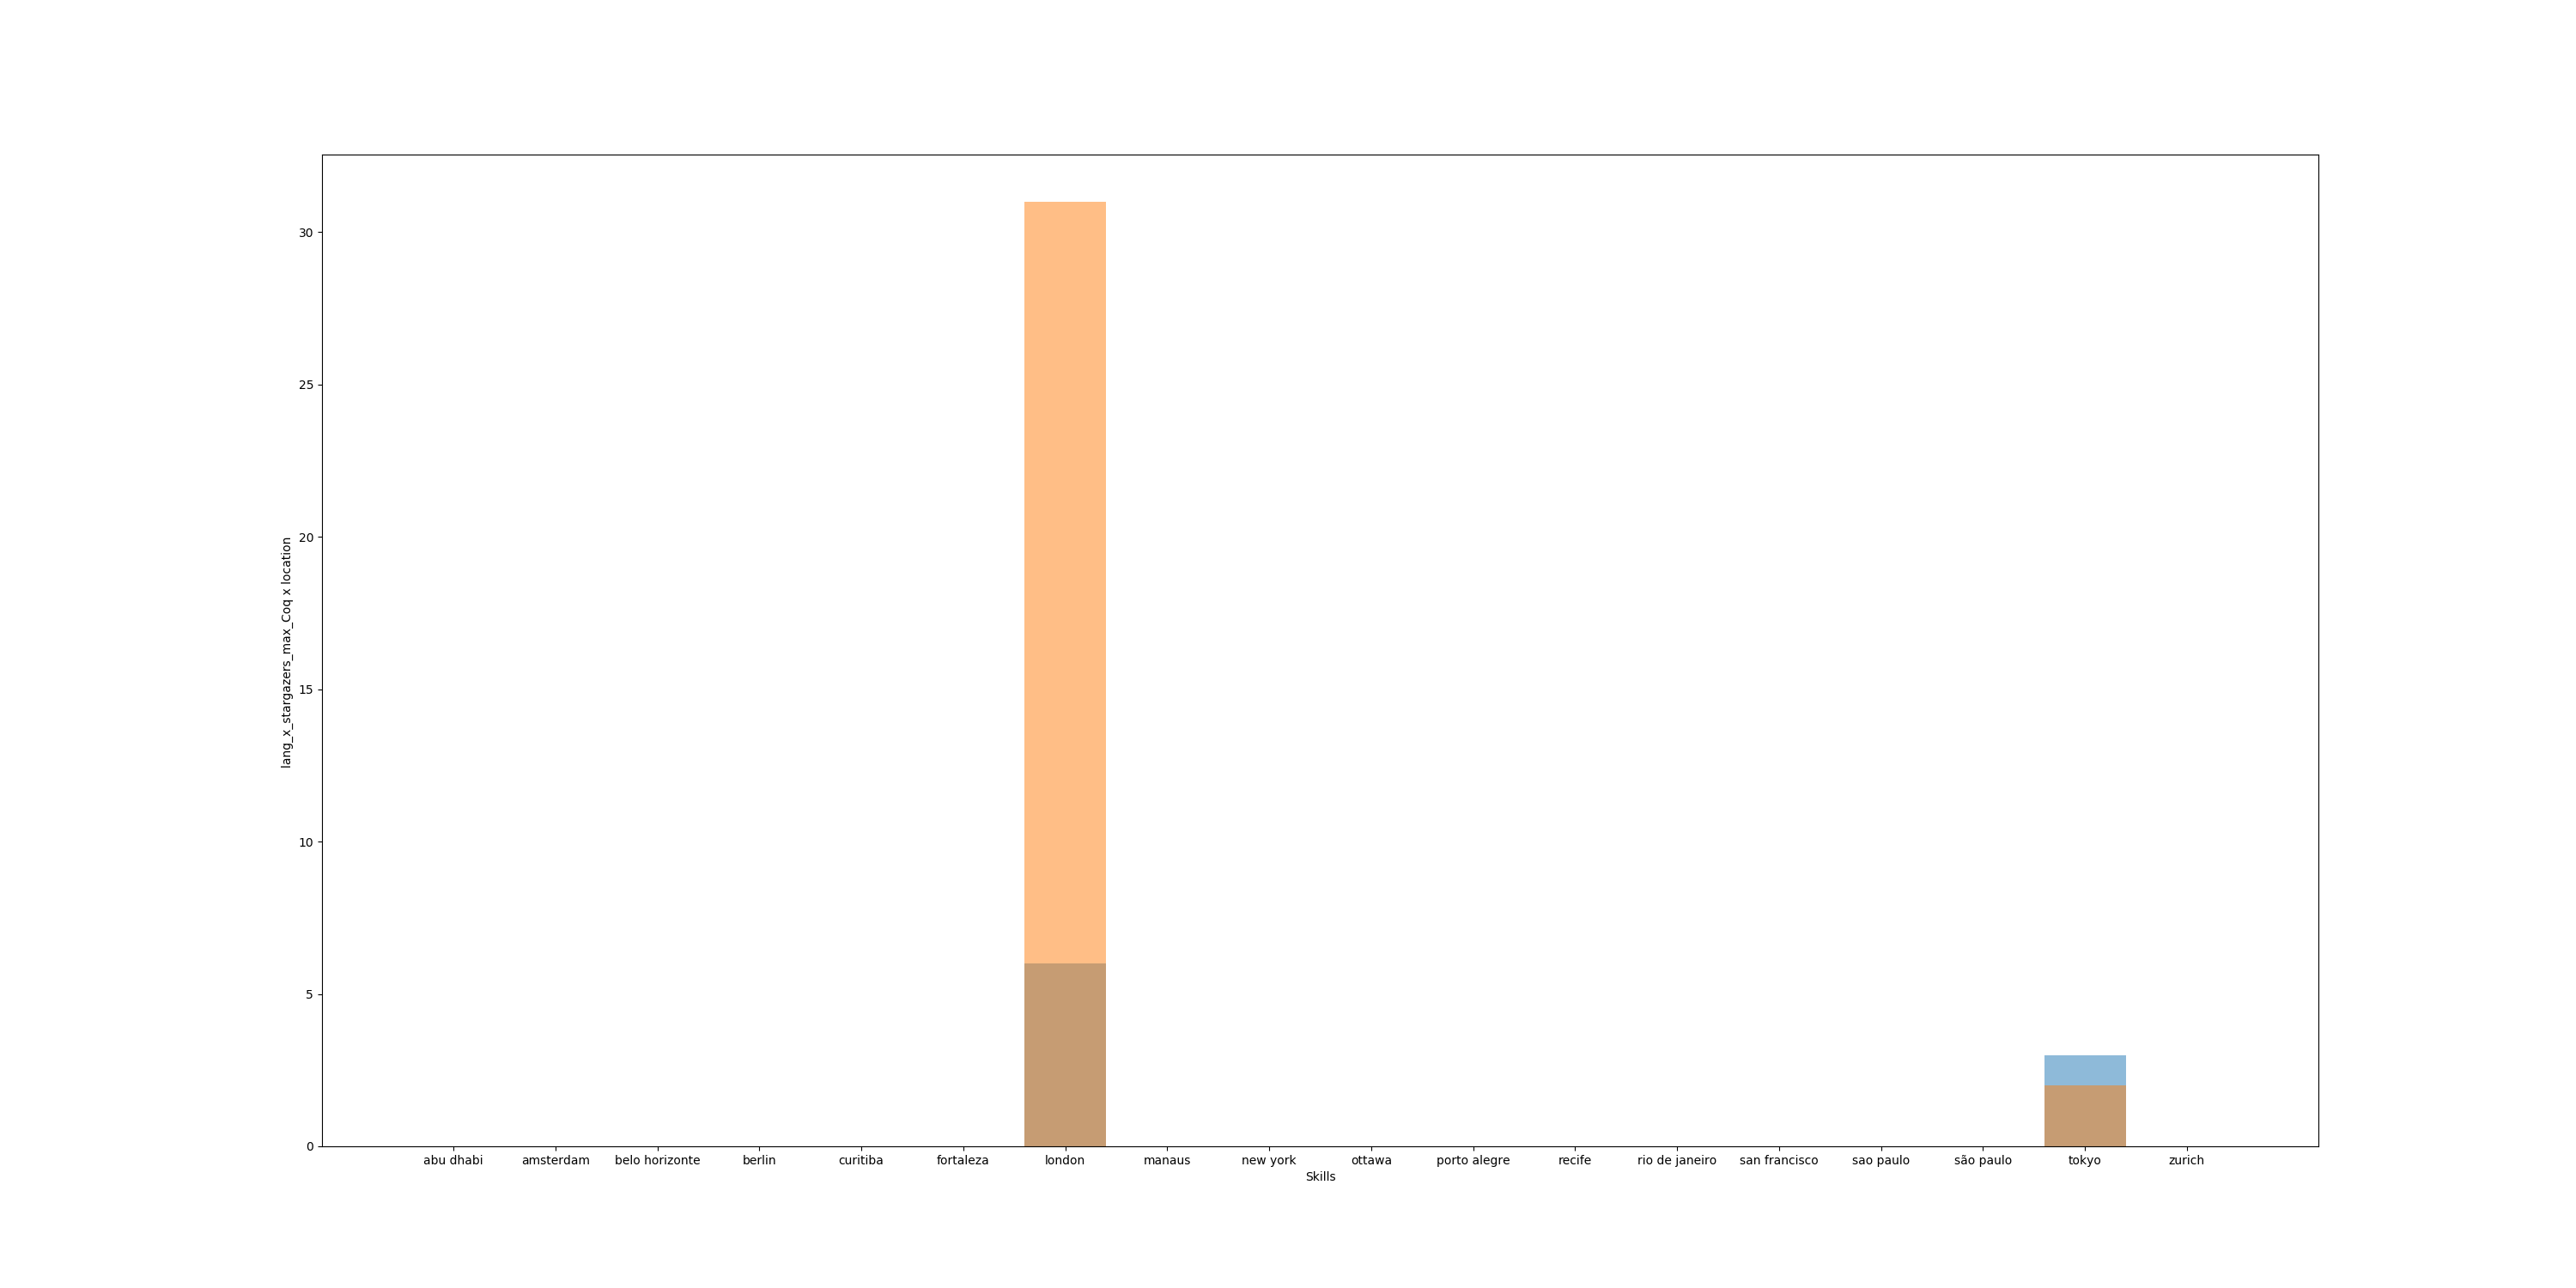 30
25
20
15
10
5
0
lang_x_stargazers_max_Coq x location
abu dhabi amsterdam belo horizonte berlin curitiba fortaleza london manaus new york ottawa porto alegre recife rio de janeiro san francisco sao paulo são paulo tokyo zurich
Skills